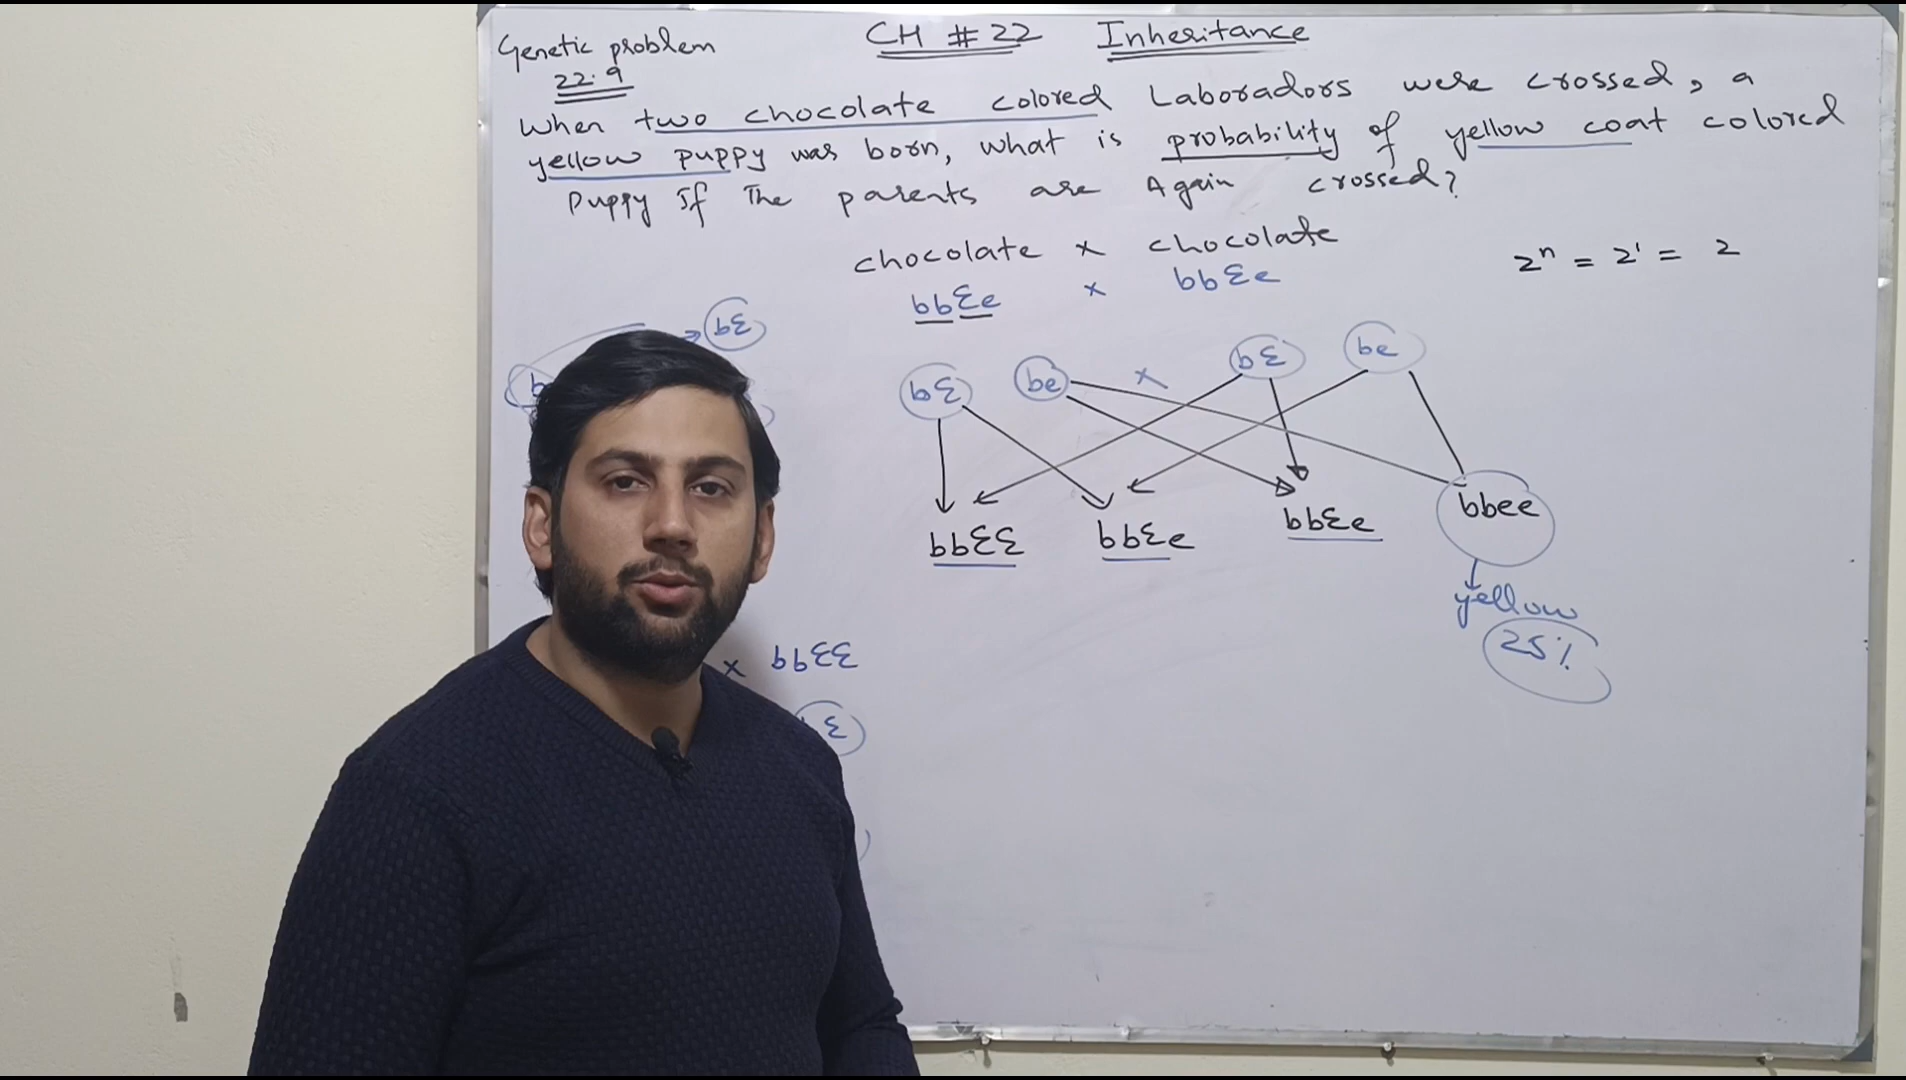 Genetic problem
22.9
CH # 22 Inheritance
When two chocolate colored Laboradors were crossed, a
yellow puppy was born, what is probability of yellow coat colored
Puppy If The parents are Again crossed?
chocolate x chocolate
bbEe x bbEe
2ⁿ = 2¹ = 2
bE
bE be x bE be
bbEE bbEe bbEe bbee
yellow
25%
x bbEE
E